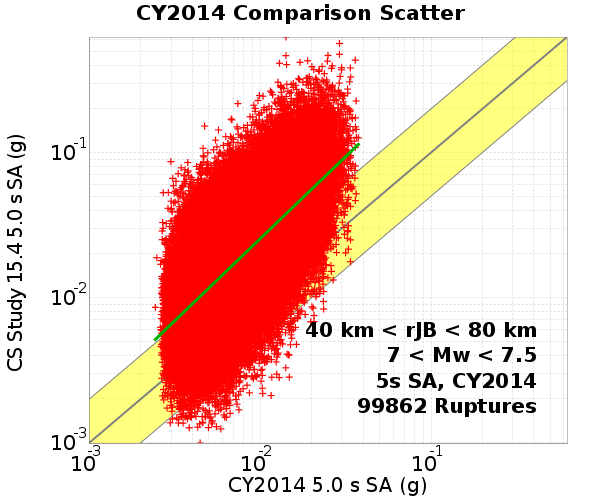 CY2014 Comparison Scatter
CS Study 15.4 5.0 s SA (g)
10-1
10-2
10-3
40 km < rJB < 80 km
7 < Mw < 7.5
5s SA, CY2014
99862 Ruptures
10-3
10-2
10-1
CY2014 5.0 s SA (g)